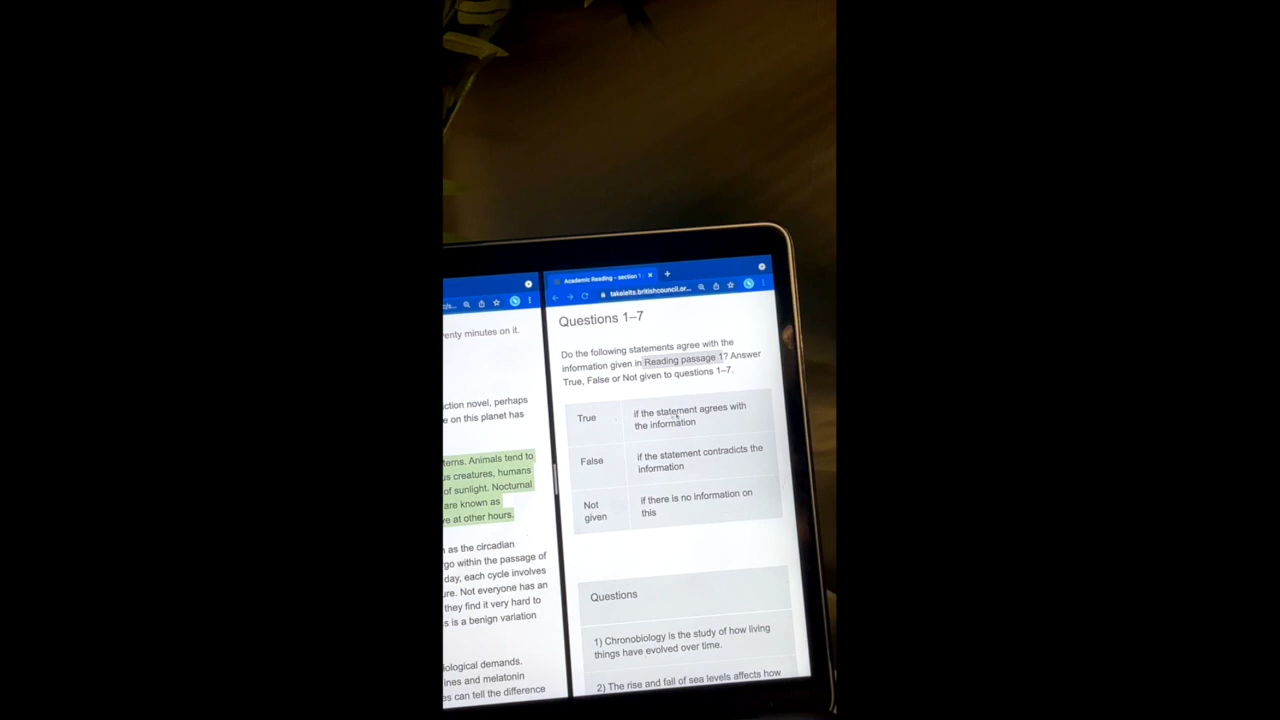 Academic Reading - section 1
takeielts.britishcouncil.or...
enty minutes on it.
ction novel, perhaps
e on this planet has
terns. Animals tend to
us creatures, humans
of sunlight. Nocturnal
are known as
ve at other hours.
as the circadian
go within the passage of
day, each cycle involves
ure. Not everyone has an
they find it very hard to
s is a benign variation
iological demands.
ines and melatonin
es can tell the difference
Questions 1–7
Do the following statements agree with the
information given in Reading passage 1? Answer
True, False or Not given to questions 1–7.
True
if the statement agrees with
the information
False
if the statement contradicts the
information
Not
given
if there is no information on
this
Questions
1) Chronobiology is the study of how living
things have evolved over time.
2) The rise and fall of sea levels affects how